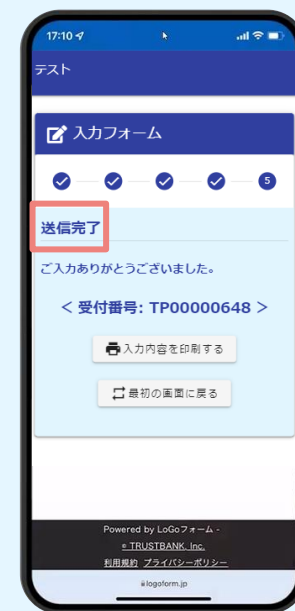 17:10
テスト
入力フォーム
5
送信完了
ご入力ありがとうございました。
< 受付番号: TP00000648 >
入力内容を印刷する
最初の画面に戻る
Powered by LoGoフォーム -
© TRUSTBANK, Inc.
利用規約 プライバシーポリシー
logoform.jp